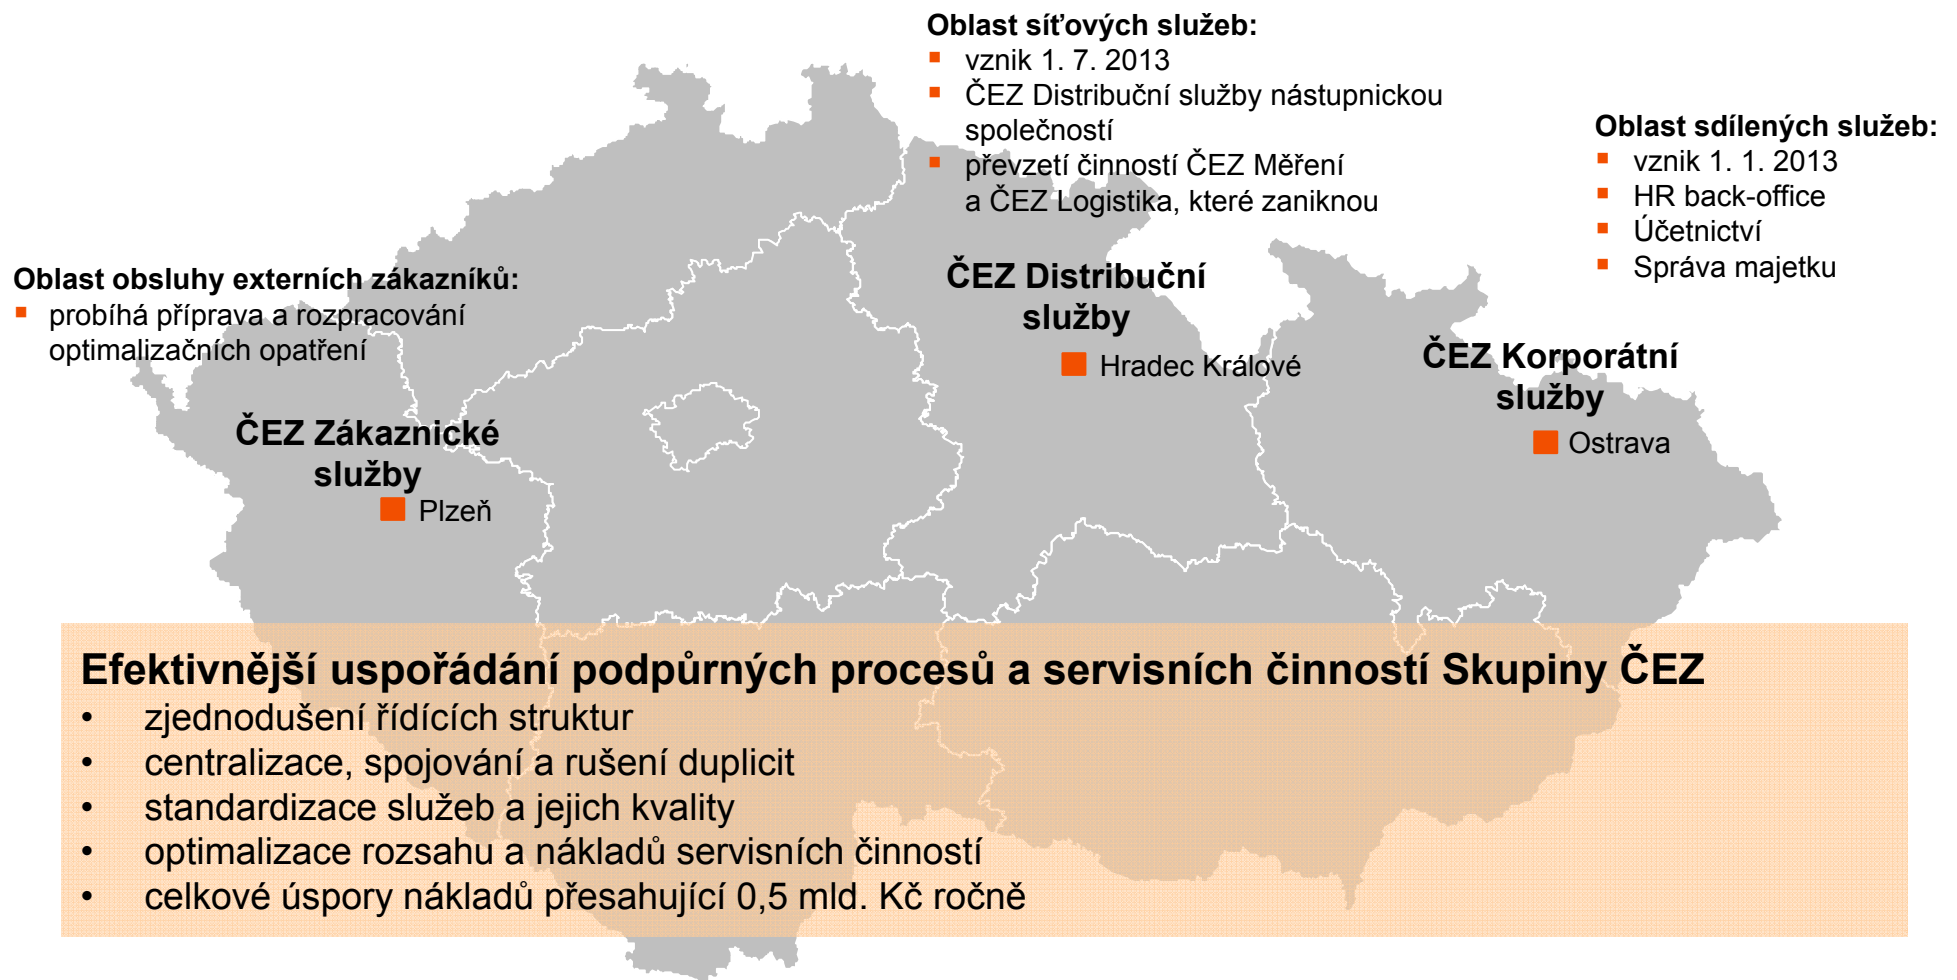 Oblast síťových služeb:
▪ vznik 1. 7. 2013
▪ ČEZ Distribuční služby nástupnickou
společností
▪ převzetí činností ČEZ Měření
a ČEZ Logistika, které zaniknou
Oblast sdílených služeb:
▪ vznik 1. 1. 2013
▪ HR back-office
▪ Účetnictví
▪ Správa majetku
Oblast obsluhy externích zákazníků:
▪ probíhá příprava a rozpracování
optimalizačních opatření
ČEZ Distribuční
služby
Hradec Králové
ČEZ Korporátní
služby
Ostrava
ČEZ Zákaznické
služby
Plzeň
Efektivnější uspořádání podpůrných procesů a servisních činností Skupiny ČEZ
• zjednodušení řídících struktur
• centralizace, spojování a rušení duplicit
• standardizace služeb a jejich kvality
• optimalizace rozsahu a nákladů servisních činností
• celkové úspory nákladů přesahující 0,5 mld. Kč ročně